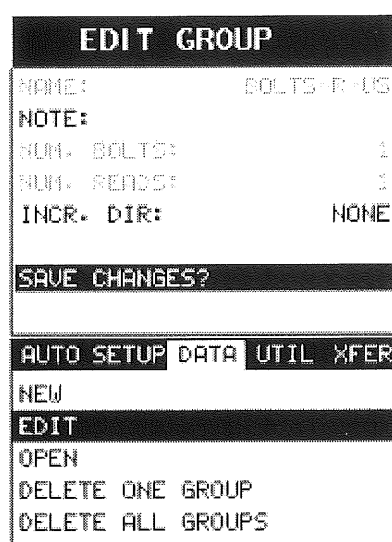 EDIT GROUP
NAME: BOLTS-R-US
NOTE:
NUM. BOLTS: 1
NUM. READS: 1
INCR. DIR: NONE
SAVE CHANGES?
AUTO SETUP DATA UTIL XFER
NEW
EDIT
OPEN
DELETE ONE GROUP
DELETE ALL GROUPS